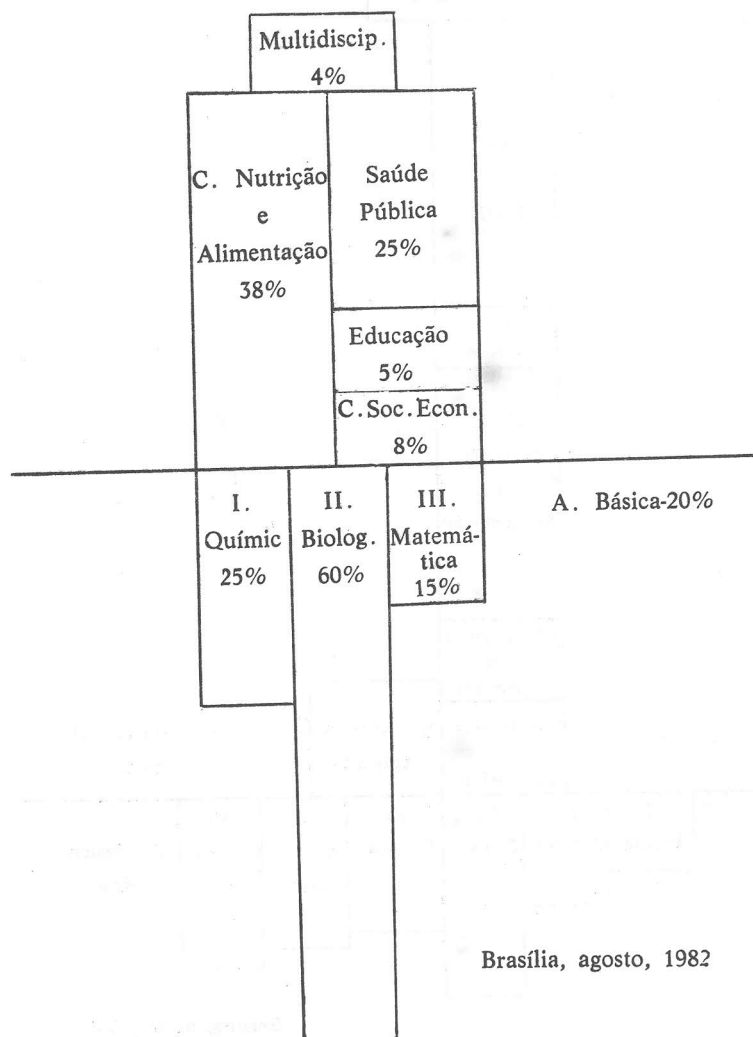 Multidiscip.
4%
C. Nutrição
e
Alimentação
38%
Saúde
Pública
25%
Educação
5%
C.Soc.Econ.
8%
I.
Químic
25%
II.
Biolog.
60%
III.
Matemá-
tica
15%
A. Básica-20%
Brasília, agosto, 1982